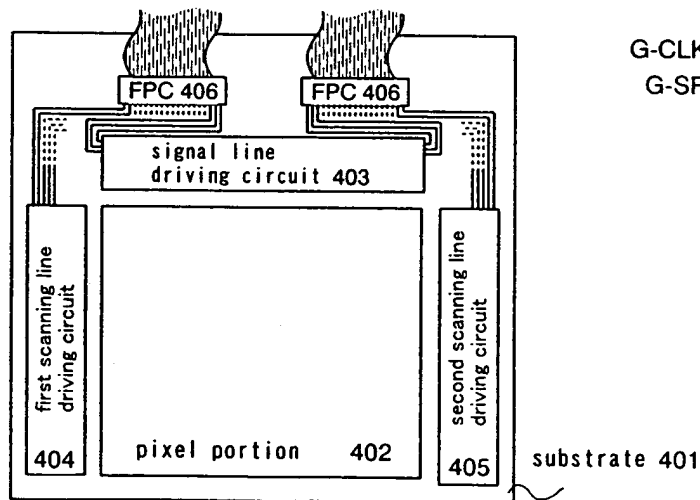 G-CLK
G-SP
FPC 406
FPC 406
signal line
driving circuit 403
first scanning line
driving circuit
404
pixel portion 402
second scanning line
driving circuit
405
substrate 401